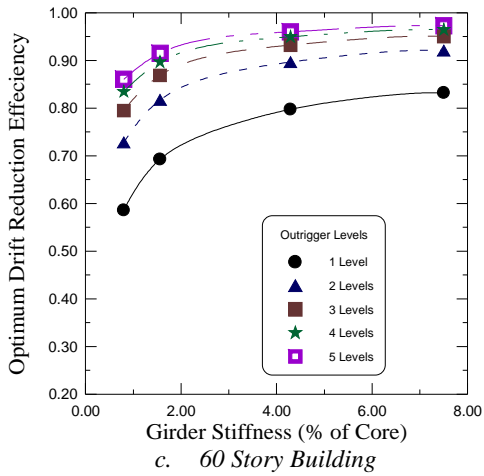 Optimum Drift Reduction Effeciency
1.00
0.90
0.80
0.70
0.60
0.50
0.40
0.30
0.20
Outrigger Levels
1 Level
2 Levels
3 Levels
4 Levels
5 Levels
0.00 2.00 4.00 6.00 8.00
Girder Stiffness (% of Core)
c. 60 Story Building